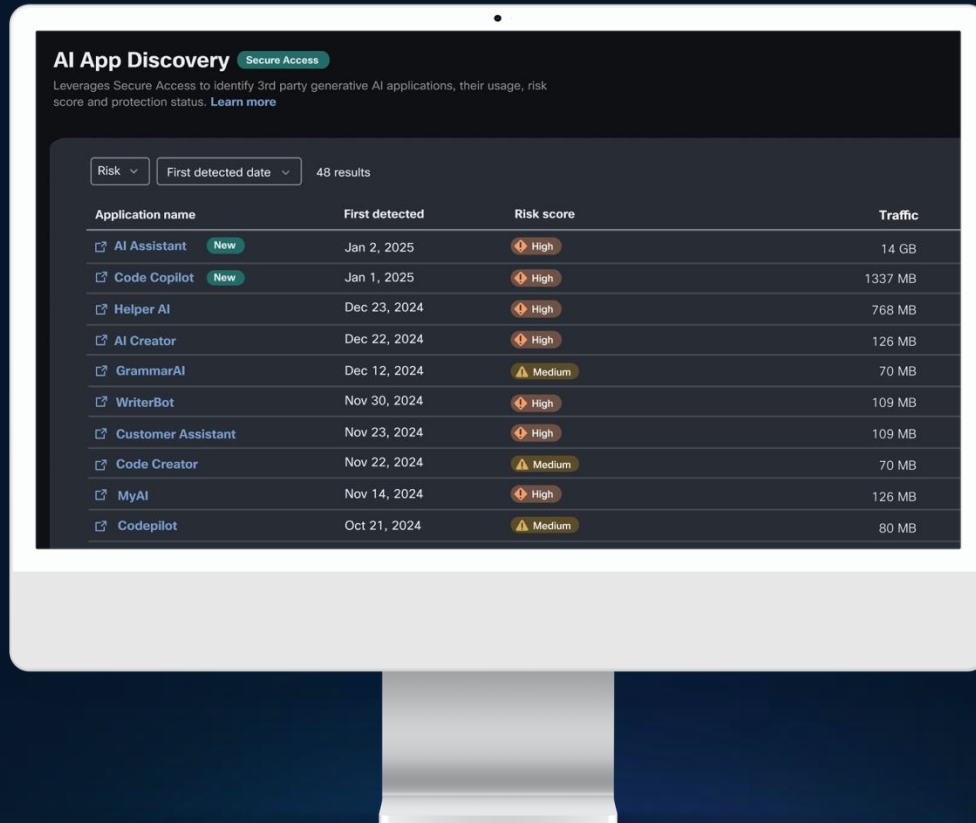 AI App Discovery Secure Access
Leverages Secure Access to identify 3rd party generative AI applications, their usage, risk
score and protection status. Learn more
Risk First detected date 48 results
Application name First detected Risk score Traffic
AI Assistant New Jan 2, 2025 High 14 GB
Code Copilot New Jan 1, 2025 High 1337 MB
Helper AI Dec 23, 2024 High 768 MB
AI Creator Dec 22, 2024 High 126 MB
GrammarAI Dec 12, 2024 Medium 70 MB
WriterBot Nov 30, 2024 High 109 MB
Customer Assistant Nov 23, 2024 High 109 MB
Code Creator Nov 22, 2024 Medium 70 MB
MyAI Nov 14, 2024 High 126 MB
Codepilot Oct 21, 2024 Medium 80 MB